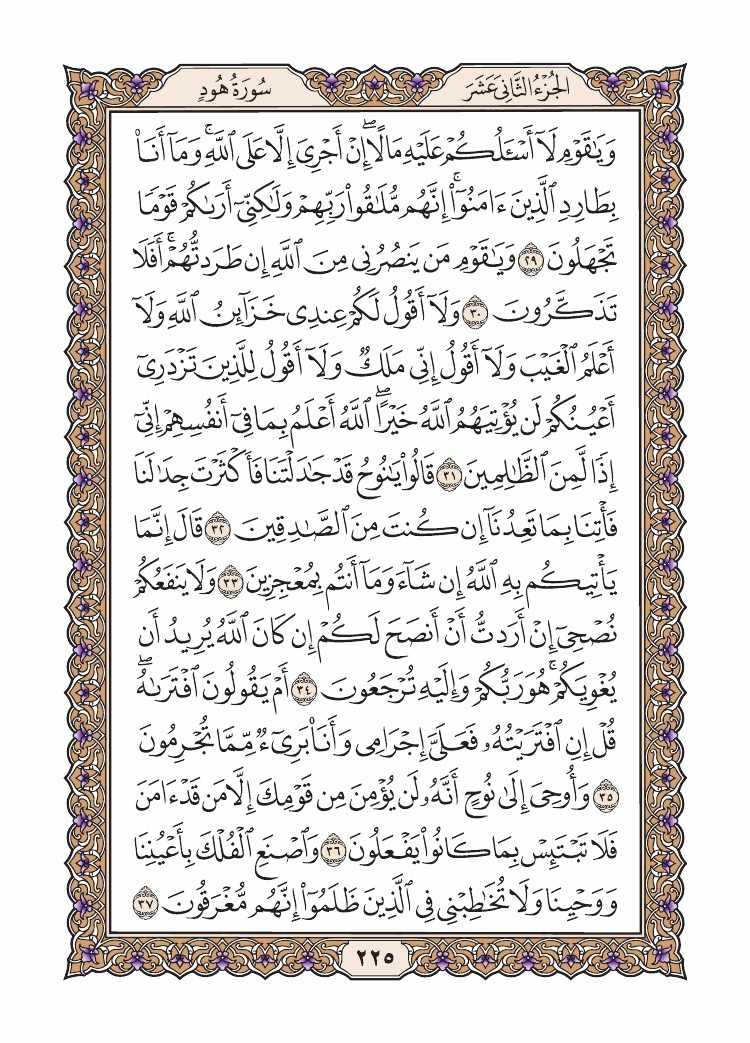 الجُزْءُ الثَّانِي عَشَرَ
سُورَةُ هُودٍ
وَيَٰقَوْمِ لَآ أَسْـَٔلُكُمْ عَلَيْهِ مَالًا ۖ إِنْ أَجْرِىَ إِلَّا عَلَى ٱللَّهِ ۚ وَمَآ أَنَا۠
بِطَارِدِ ٱلَّذِينَ ءَامَنُوٓا۟ ۚ إِنَّهُم مُّلَٰقُوا۟ رَبِّهِمْ وَلَٰكِنِّىٓ أَرَىٰكُمْ قَوْمًا
تَجْهَلُونَ ٢٩ وَيَٰقَوْمِ مَن يَنصُرُنِى مِنَ ٱللَّهِ إِن طَرَدتُّهُمْ ۚ أَفَلَا
تَذَكَّرُونَ ٣٠ وَلَآ أَقُولُ لَكُمْ عِندِى خَزَآئِنُ ٱللَّهِ وَلَآ
أَعْلَمُ ٱلْغَيْبَ وَلَآ أَقُولُ إِنِّى مَلَكٌ وَلَآ أَقُولُ لِلَّذِينَ تَزْدَرِىٓ
أَعْيُنُكُمْ لَن يُؤْتِيَهُمُ ٱللَّهُ خَيْرًا ۖ ٱللَّهُ أَعْلَمُ بِمَا فِىٓ أَنفُسِهِمْ ۖ إِنِّىٓ
إِذًا لَّمِنَ ٱلظَّٰلِمِينَ ٣١ قَالُوا۟ يَٰنُوحُ قَدْ جَٰدَلْتَنَا فَأَكْثَرْتَ جِدَٰلَنَا
فَأْتِنَا بِمَا تَعِدُنَآ إِن كُنتَ مِنَ ٱلصَّٰدِقِينَ ٣٢ قَالَ إِنَّمَا
يَأْتِيكُم بِهِ ٱللَّهُ إِن شَآءَ وَمَآ أَنتُم بِمُعْجِزِينَ ٣٣ وَلَا يَنفَعُكُمْ
نُصْحِىٓ إِنْ أَرَدتُّ أَنْ أَنصَحَ لَكُمْ إِن كَانَ ٱللَّهُ يُرِيدُ أَن
يُغْوِيَكُمْ ۚ هُوَ رَبُّكُمْ وَإِلَيْهِ تُرْجَعُونَ ٣٤ أَمْ يَقُولُونَ ٱفْتَرَىٰهُ ۖ
قُلْ إِنِ ٱفْتَرَيْتُهُۥ فَعَلَىَّ إِجْرَامِى وَأَنَا۠ بَرِىٓءٌ مِّمَّا تُجْرِمُونَ
٣٥ وَأُوحِىَ إِلَىٰ نُوحٍ أَنَّهُۥ لَن يُؤْمِنَ مِن قَوْمِكَ إِلَّا مَن قَدْ ءَامَنَ
فَلَا تَبْتَئِسْ بِمَا كَانُوا۟ يَفْعَلُونَ ٣٦ وَٱصْنَعِ ٱلْفُلْكَ بِأَعْيُنِنَا
وَوَحْيِنَا وَلَا تُخَٰطِبْنِى فِى ٱلَّذِينَ ظَلَمُوٓا۟ ۚ إِنَّهُم مُّغْرَقُونَ ٣٧
٢٢٥